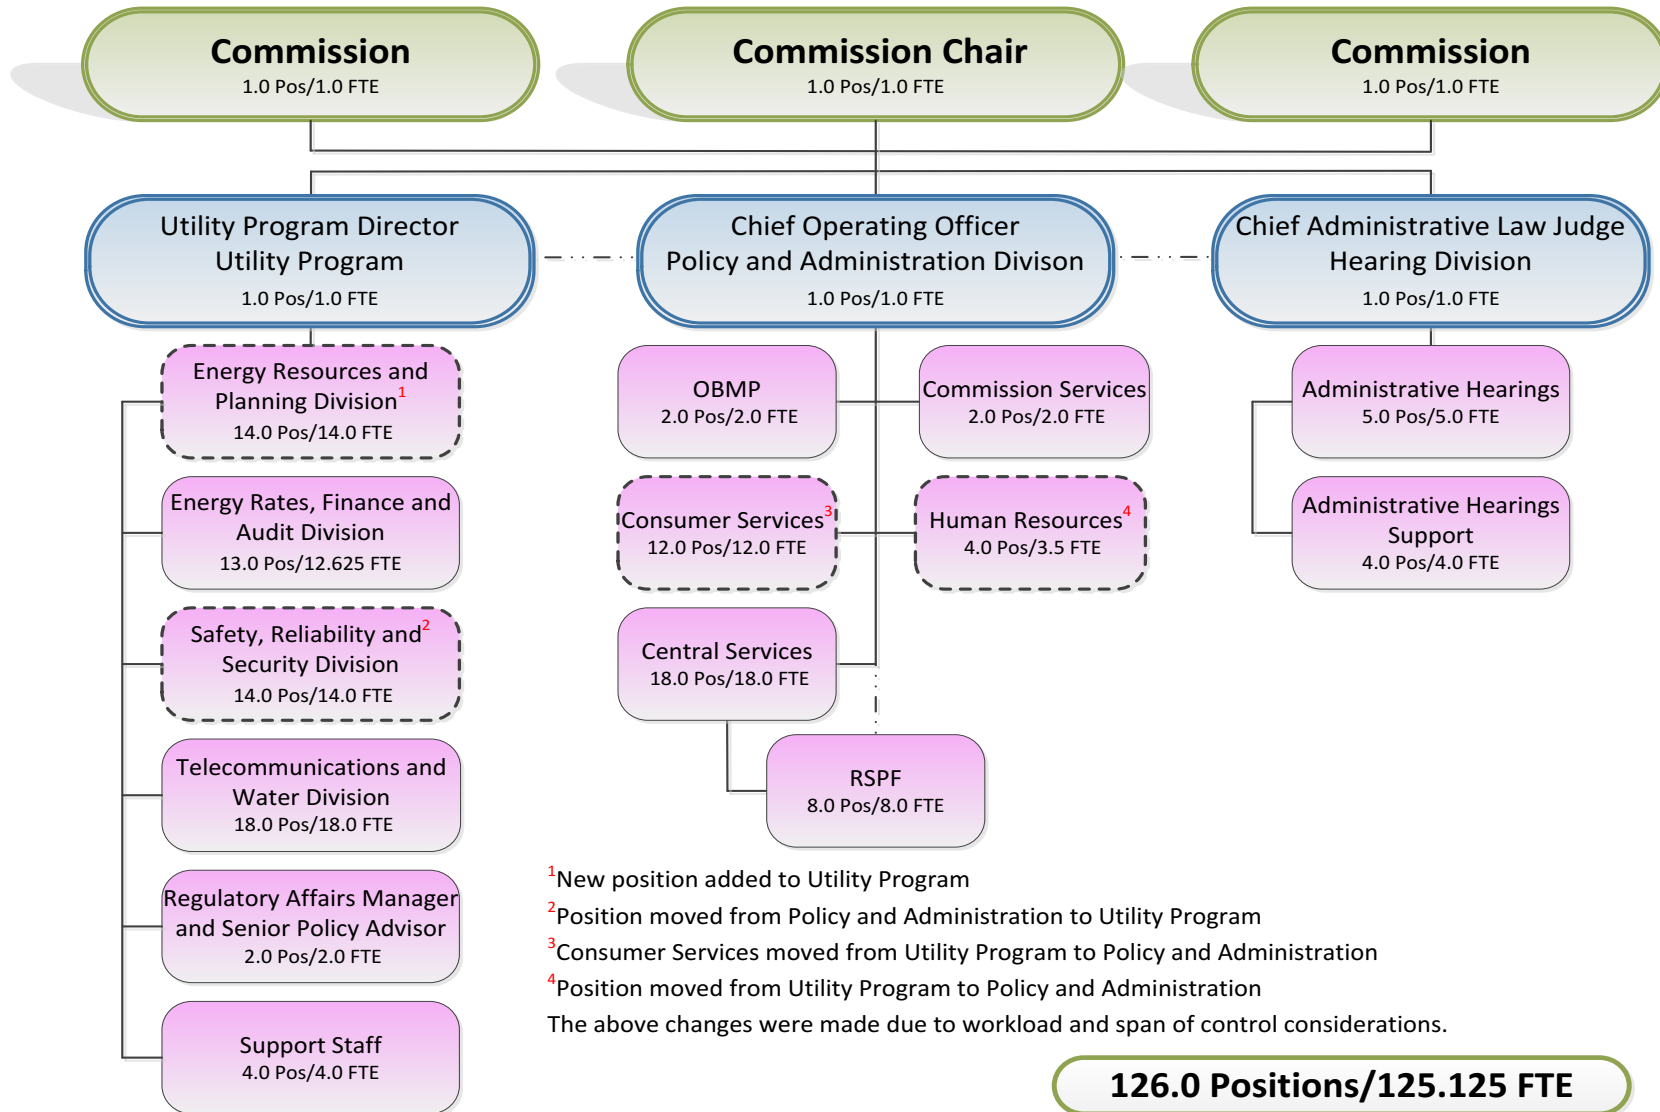 Commission
1.0 Pos/1.0 FTE
Commission Chair
1.0 Pos/1.0 FTE
Commission
1.0 Pos/1.0 FTE
Utility Program Director
Utility Program
1.0 Pos/1.0 FTE
Chief Operating Officer
Policy and Administration Divison
1.0 Pos/1.0 FTE
Chief Administrative Law Judge
Hearing Division
1.0 Pos/1.0 FTE
Energy Resources and
Planning Division1
14.0 Pos/14.0 FTE
Energy Rates, Finance and
Audit Division
13.0 Pos/12.625 FTE
Safety, Reliability and2
Security Division
14.0 Pos/14.0 FTE
Telecommunications and
Water Division
18.0 Pos/18.0 FTE
Regulatory Affairs Manager
and Senior Policy Advisor
2.0 Pos/2.0 FTE
Support Staff
4.0 Pos/4.0 FTE
OBMP
2.0 Pos/2.0 FTE
Commission Services
2.0 Pos/2.0 FTE
Consumer Services3
12.0 Pos/12.0 FTE
Human Resources4
4.0 Pos/3.5 FTE
Central Services
18.0 Pos/18.0 FTE
RSPF
8.0 Pos/8.0 FTE
Administrative Hearings
5.0 Pos/5.0 FTE
Administrative Hearings
Support
4.0 Pos/4.0 FTE
1New position added to Utility Program
2Position moved from Policy and Administration to Utility Program
3Consumer Services moved from Utility Program to Policy and Administration
4Position moved from Utility Program to Policy and Administration
The above changes were made due to workload and span of control considerations.
126.0 Positions/125.125 FTE